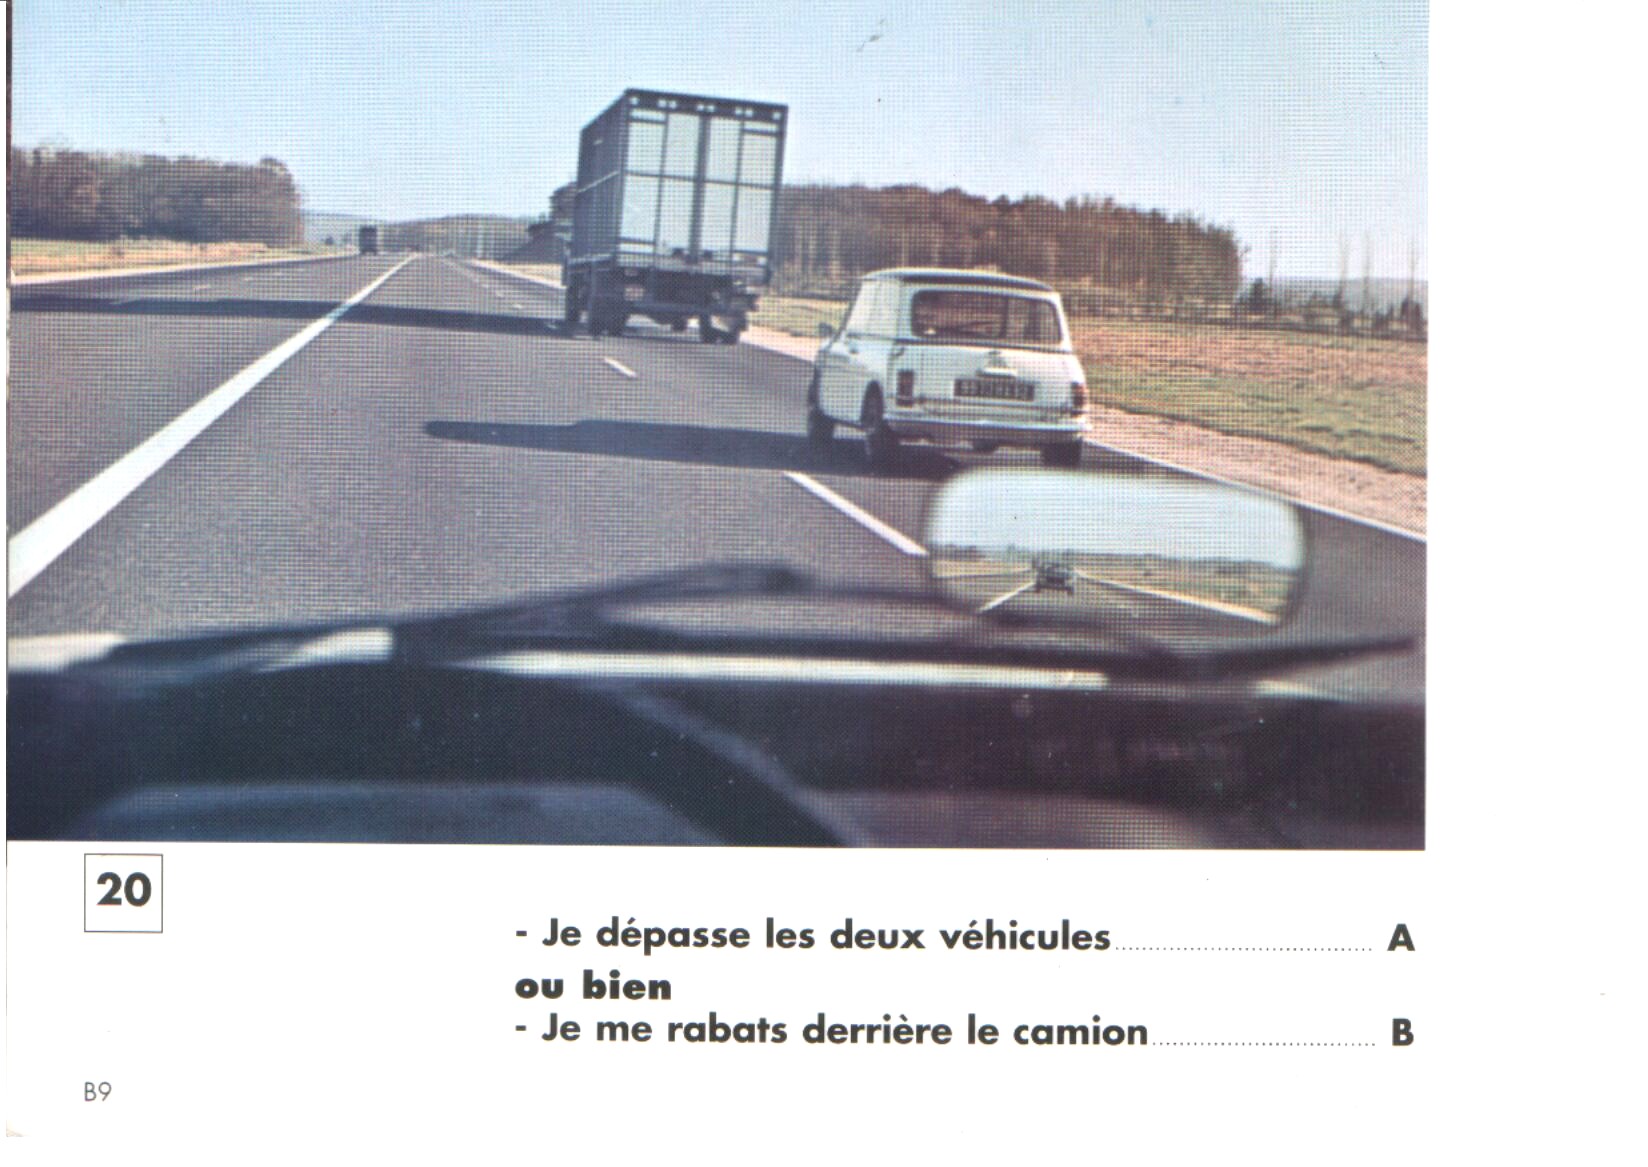 20
- Je dépasse les deux véhicules.......................................... A
ou bien
- Je me rabats derrière le camion.................................... B
B9